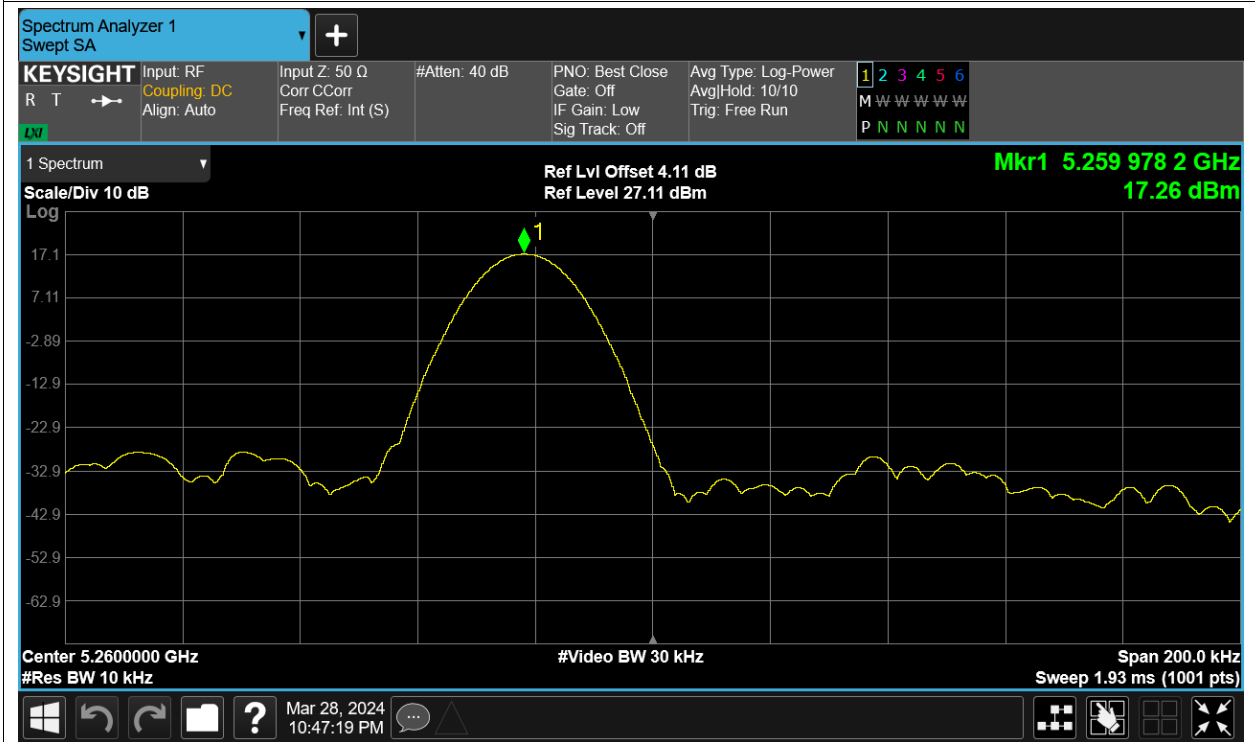 Spectrum Analyzer 1
Swept SA
+
KEYSIGHT
R T
LXI
Input: RF
Coupling: DC
Align: Auto
Input Z: 50 Ω
Corr CCorr
Freq Ref: Int (S)
#Atten: 40 dB
PNO: Best Close
Gate: Off
IF Gain: Low
Sig Track: Off
Avg Type: Log-Power
Avg|Hold: 10/10
Trig: Free Run
1 2 3 4 5 6
M W W W W W
P N N N N N
1 Spectrum
Scale/Div 10 dB
Log
Ref Lvl Offset 4.11 dB
Ref Level 27.11 dBm
Mkr1 5.259 978 2 GHz
17.26 dBm
1
17.1
7.11
-2.89
-12.9
-22.9
-32.9
-42.9
-52.9
-62.9
Center 5.2600000 GHz
#Res BW 10 kHz
#Video BW 30 kHz
Span 200.0 kHz
Sweep 1.93 ms (1001 pts)
?
Mar 28, 2024
10:47:19 PM